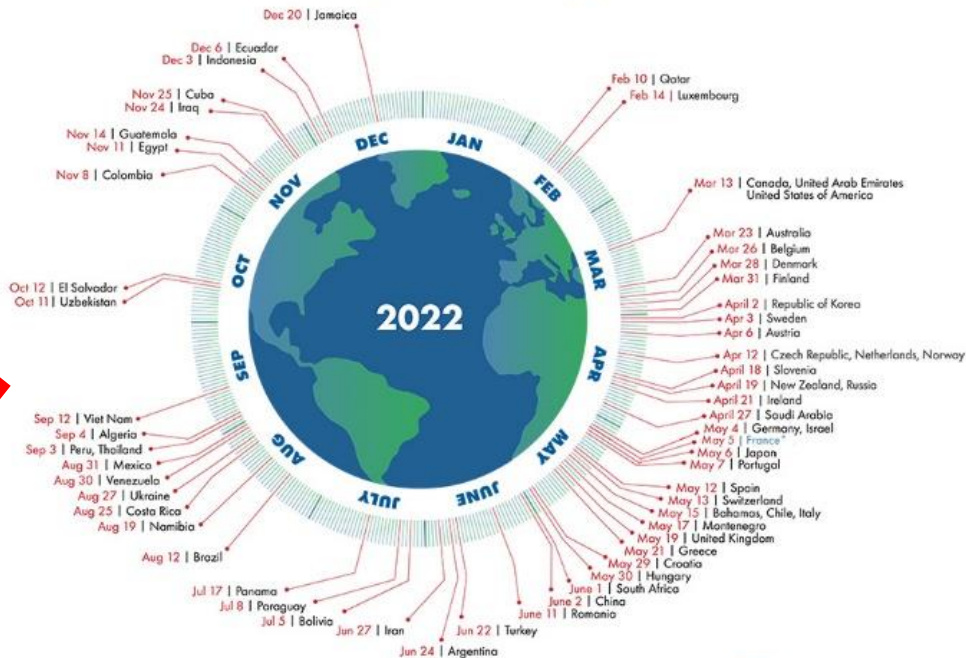 Dec 20 | Jamaica
Dec 6 | Ecuador
Dec 3 | Indonesia
Nov 25 | Cuba
Nov 24 | Iraq
Nov 14 | Guatemala
Nov 11 | Egypt
Nov 8 | Colombia
Oct 12 | El Salvador
Oct 11 | Uzbekistan
Sep 12 | Viet Nam
Sep 4 | Algeria
Sep 3 | Peru, Thaïland
Aug 31 | Mexico
Aug 30 | Venezuela
Aug 27 | Ukraine
Aug 25 | Costa Rica
Aug 19 | Namibia
Aug 12 | Brazil
Jul 17 | Panama
Jul 8 | Paraguay
Jul 5 | Bolivia
Jun 27 | Iran
Jun 24 | Argentina
Jun 22 | Turkey
Feb 10 | Qatar
Feb 14 | Luxembourg
Mar 13 | Canada, United Arab Emirates
United States of America
Mar 23 | Australia
Mar 26 | Belgium
Mar 28 | Denmark
Mar 31 | Finland
April 2 | Republic of Korea
Apr 3 | Sweden
Apr 6 | Austria
Apr 12 | Czech Republic, Netherlands, Norway
April 18 | Slovenia
April 19 | New Zealand, Russia
April 21 | Ireland
April 27 | Saudi Arabia
May 4 | Germany, Israel
May 5 | France*
May 6 | Japan
May 7 | Portugal
May 12 | Spain
May 13 | Switzerland
May 15 | Bahamas, Chile, Italy
May 17 | Montenegro
May 19 | United Kingdom
May 21 | Greece
May 29 | Croatia
May 30 | Hungary
June 1 | South Africa
June 2 | China
June 11 | Romania
JAN
FEB
MAR
APR
MAY
JUNE
JULY
AUG
SEP
OCT
NOV
DEC
2022